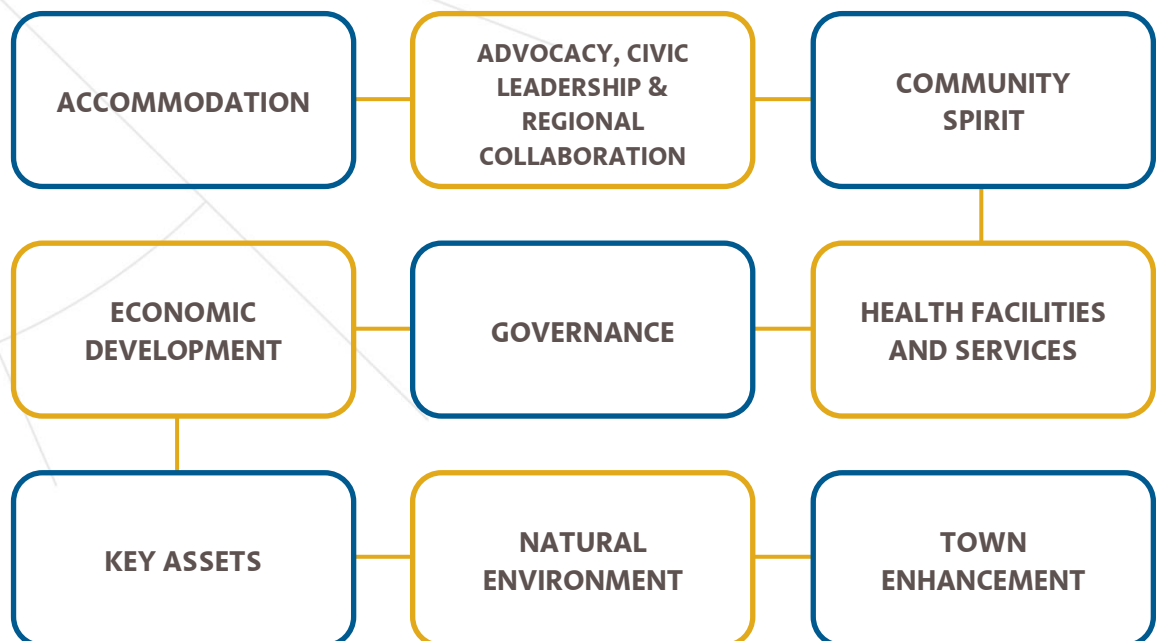 ACCOMMODATION
ADVOCACY, CIVIC
LEADERSHIP &
REGIONAL
COLLABORATION
COMMUNITY
SPIRIT
ECONOMIC
DEVELOPMENT
GOVERNANCE
HEALTH FACILITIES
AND SERVICES
KEY ASSETS
NATURAL
ENVIRONMENT
TOWN
ENHANCEMENT